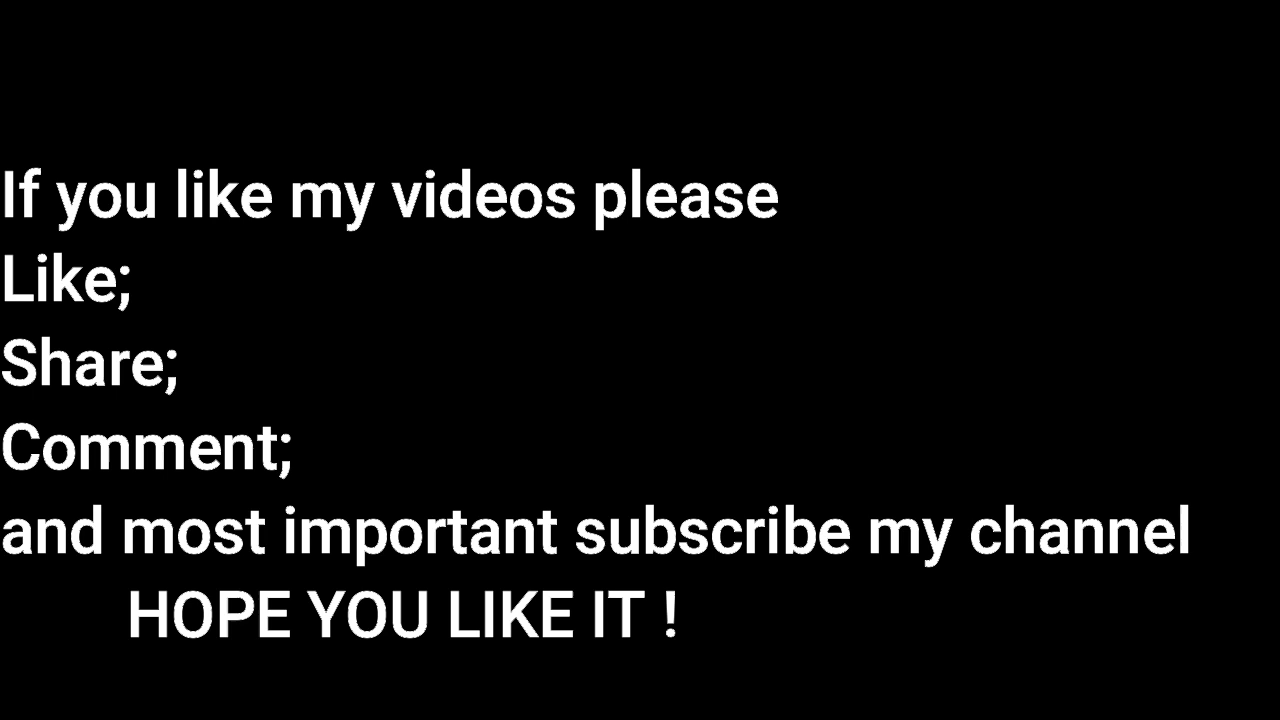 If you like my videos please
Like;
Share;
Comment;
and most important subscribe my channel
HOPE YOU LIKE IT !